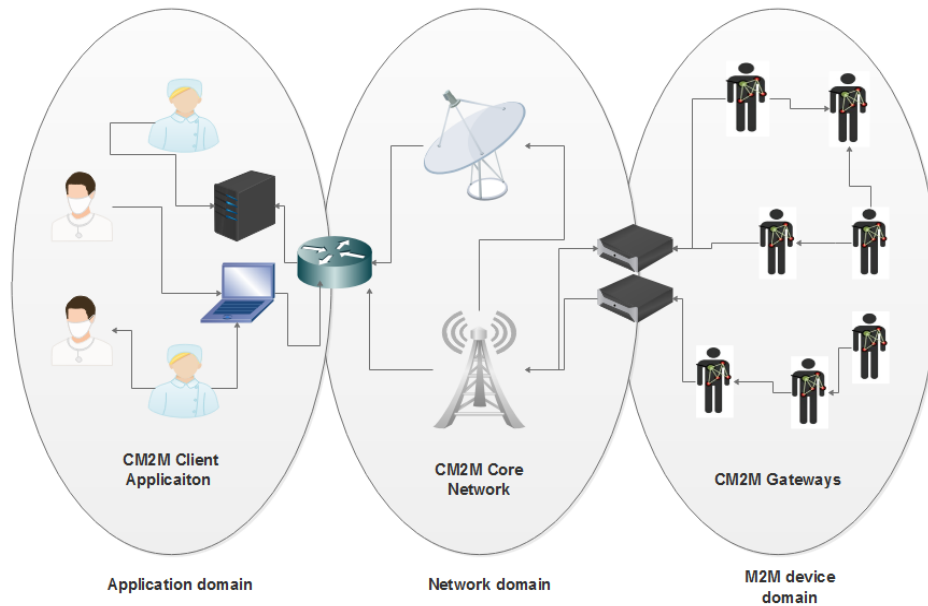 CM2M Client
Applicaiton
CM2M Core
Network
CM2M Gateways
Application domain
Network domain
M2M device
domain